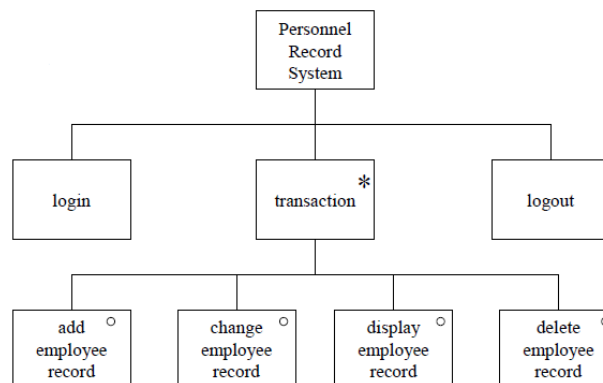 Personnel
Record
System
login
transaction *
logout
add
employee
record
change
employee
record
display
employee
record
delete
employee
record